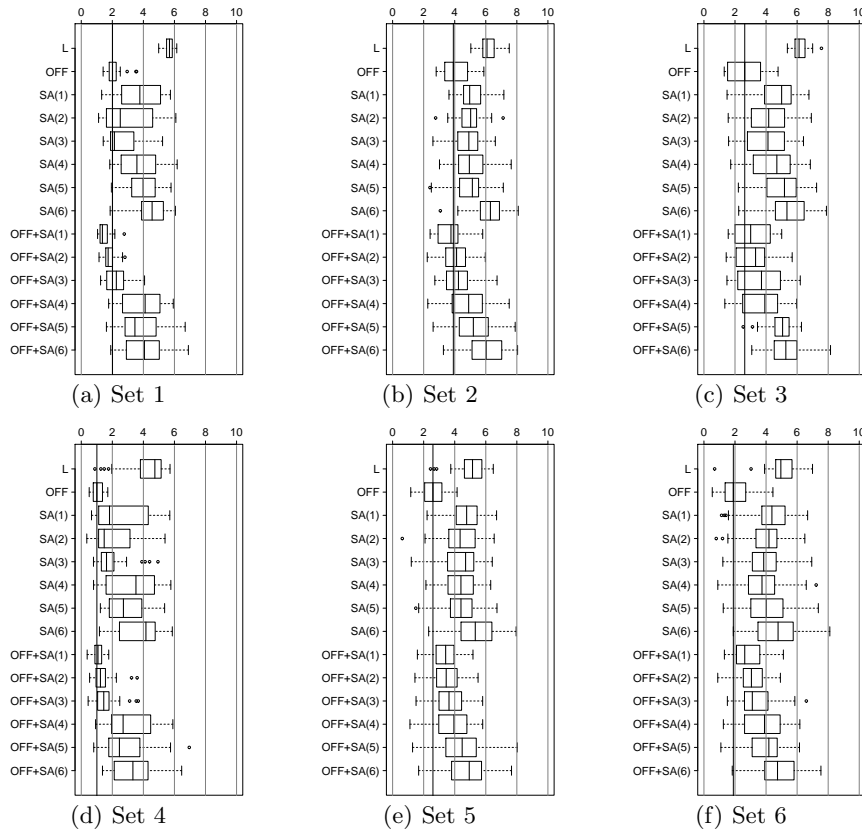 0 2 4 6 8 10
L
OFF
SA(1)
SA(2)
SA(3)
SA(4)
SA(5)
SA(6)
OFF+SA(1)
OFF+SA(2)
OFF+SA(3)
OFF+SA(4)
OFF+SA(5)
OFF+SA(6)
(a) Set 1
0 2 4 6 8 10
L
OFF
SA(1)
SA(2)
SA(3)
SA(4)
SA(5)
SA(6)
OFF+SA(1)
OFF+SA(2)
OFF+SA(3)
OFF+SA(4)
OFF+SA(5)
OFF+SA(6)
(b) Set 2
0 2 4 6 8 10
L
OFF
SA(1)
SA(2)
SA(3)
SA(4)
SA(5)
SA(6)
OFF+SA(1)
OFF+SA(2)
OFF+SA(3)
OFF+SA(4)
OFF+SA(5)
OFF+SA(6)
(c) Set 3
0 2 4 6 8 10
L
OFF
SA(1)
SA(2)
SA(3)
SA(4)
SA(5)
SA(6)
OFF+SA(1)
OFF+SA(2)
OFF+SA(3)
OFF+SA(4)
OFF+SA(5)
OFF+SA(6)
(d) Set 4
0 2 4 6 8 10
L
OFF
SA(1)
SA(2)
SA(3)
SA(4)
SA(5)
SA(6)
OFF+SA(1)
OFF+SA(2)
OFF+SA(3)
OFF+SA(4)
OFF+SA(5)
OFF+SA(6)
(e) Set 5
0 2 4 6 8 10
L
OFF
SA(1)
SA(2)
SA(3)
SA(4)
SA(5)
SA(6)
OFF+SA(1)
OFF+SA(2)
OFF+SA(3)
OFF+SA(4)
OFF+SA(5)
OFF+SA(6)
(f) Set 6